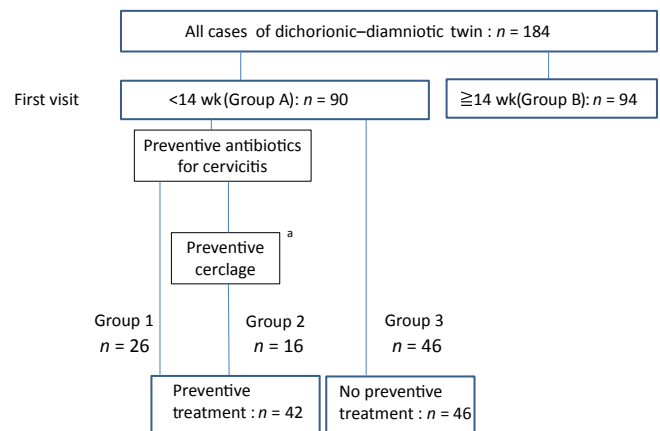 All cases of dichorionic–diamniotic twin : n = 184
First visit
<14 wk (Group A): n = 90
≧14 wk(Group B): n = 94
Preventive antibiotics
for cervicitis
a
Preventive
cerclage
Group 1
n = 26
Group 2
n = 16
Group 3
n = 46
Preventive
treatment : n = 42
No preventive
treatment : n = 46